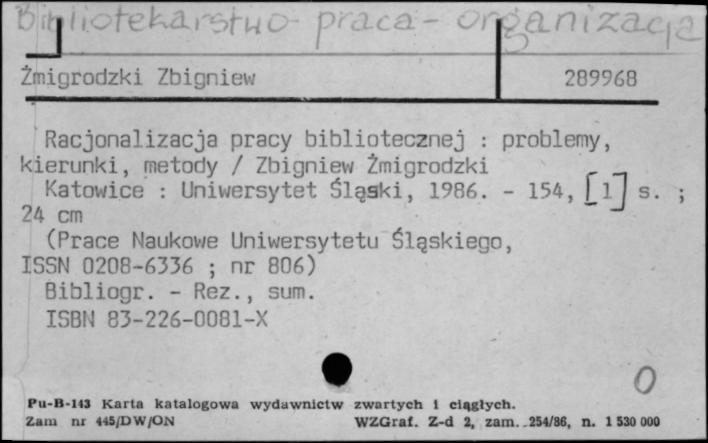 Bibliotekarstwo - praca - organizacja
Żmigrodzki Zbigniew 289968
Racjonalizacja pracy bibliotecznej : problemy,
kierunki, metody / Zbigniew Żmigrodzki
Katowice : Uniwersytet Śląski, 1986. - 154, [1] s. ;
24 cm
(Prace Naukowe Uniwersytetu Śląskiego,
ISSN 0208-6336 ; nr 806)
Bibliogr. - Rez., sum.
ISBN 83-226-0081-X
0
Pu-B-143 Karta katalogowa wydawnictw zwartych i ciągłych.
Zam nr 445/DW/ON WZGraf. Z-d 2, zam. 254/86, n. 1 530 000